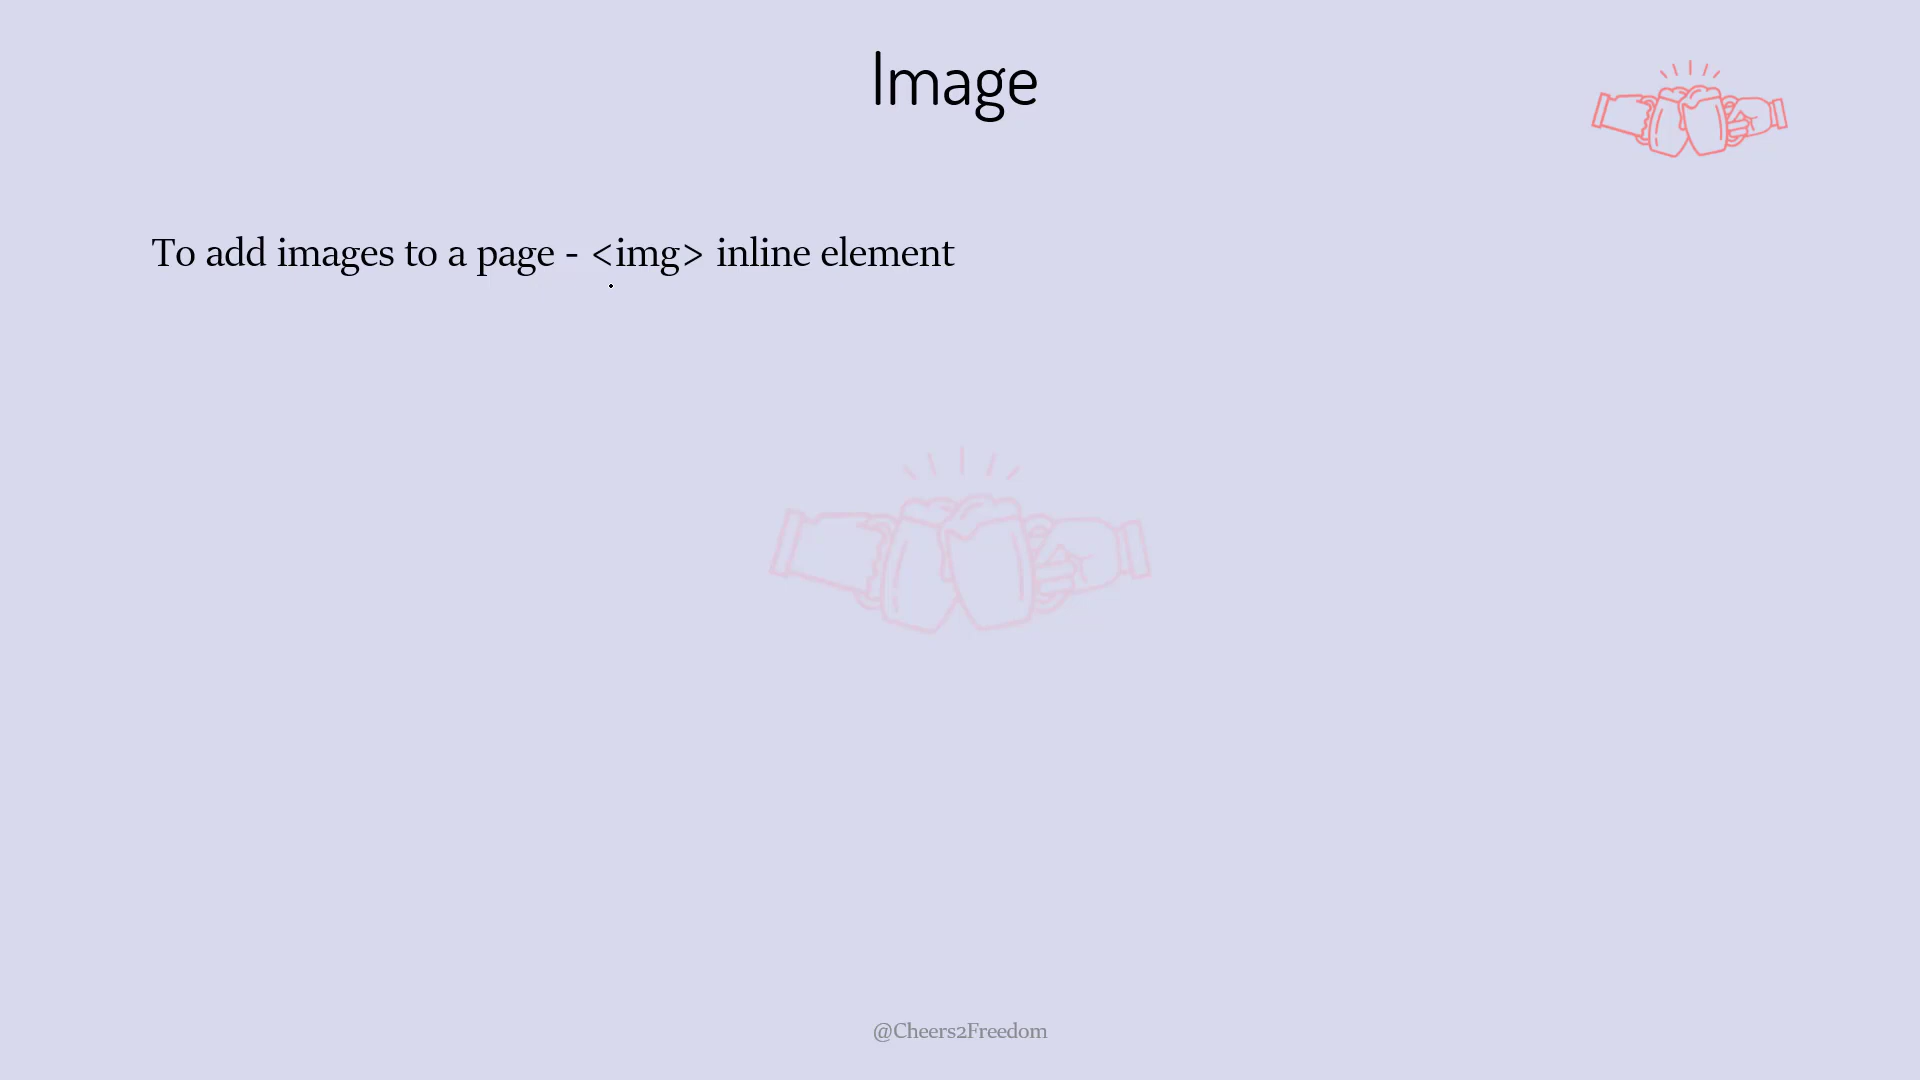 Image
To add images to a page - <img> inline element
@Cheers2Freedom